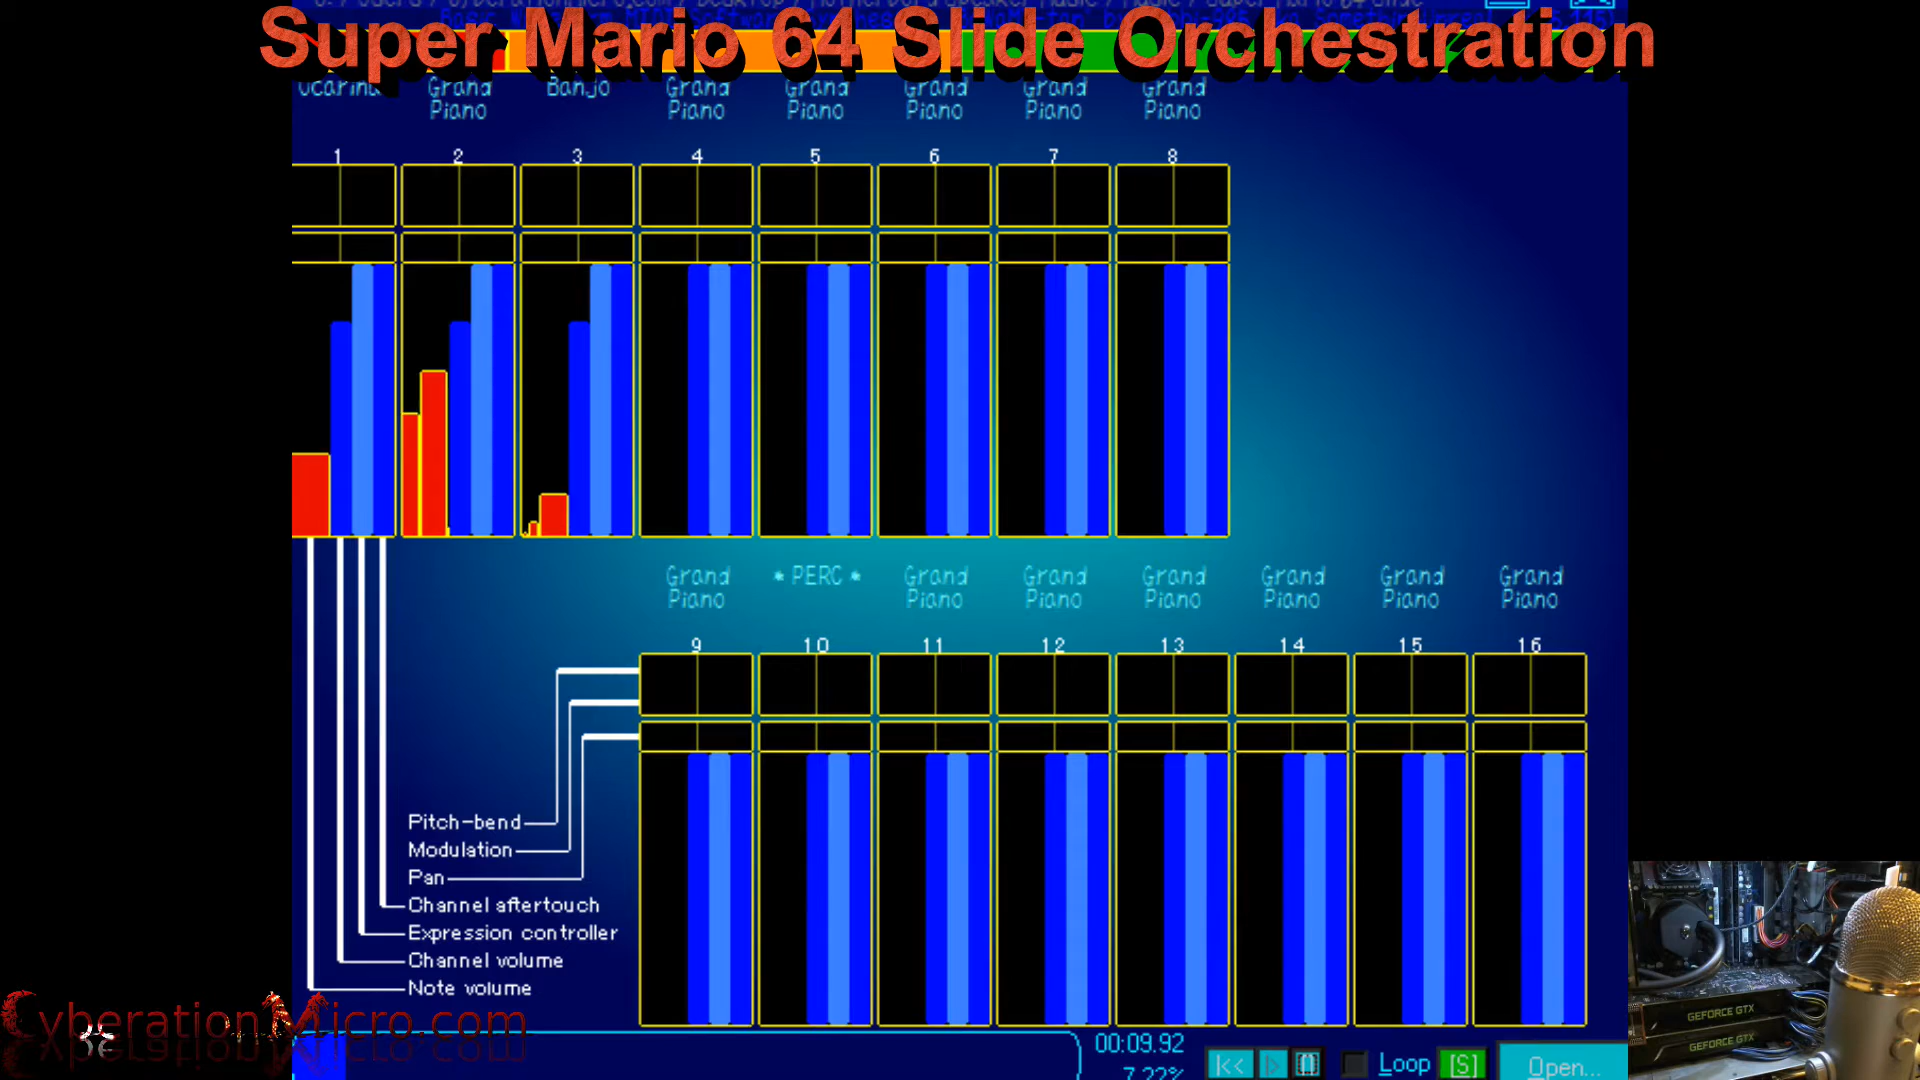 Super Mario 64 Slide Orchestration
Ocarina Grand Piano Banjo Grand Piano Grand Piano Grand Piano Grand Piano Grand Piano
1 2 3 4 5 6 7 8
Grand Piano * PERC * Grand Piano Grand Piano Grand Piano Grand Piano Grand Piano Grand Piano
9 10 11 12 13 14 15 16
Pitch-bend
Modulation
Pan
Channel aftertouch
Expression controller
Channel volume
Note volume
CyberationMicro.com
00:09.92
7.22%
Loop [S] Open...
GEFORCE GTX
GEFORCE GTX